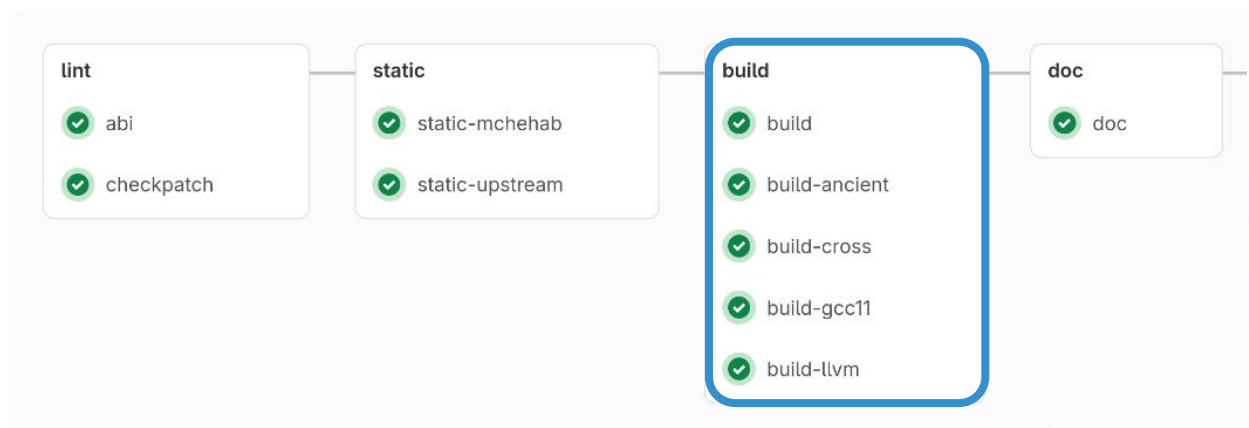 lint
abi
checkpatch
static
static-mchehab
static-upstream
build
build
build-ancient
build-cross
build-gcc11
build-llvm
doc
doc